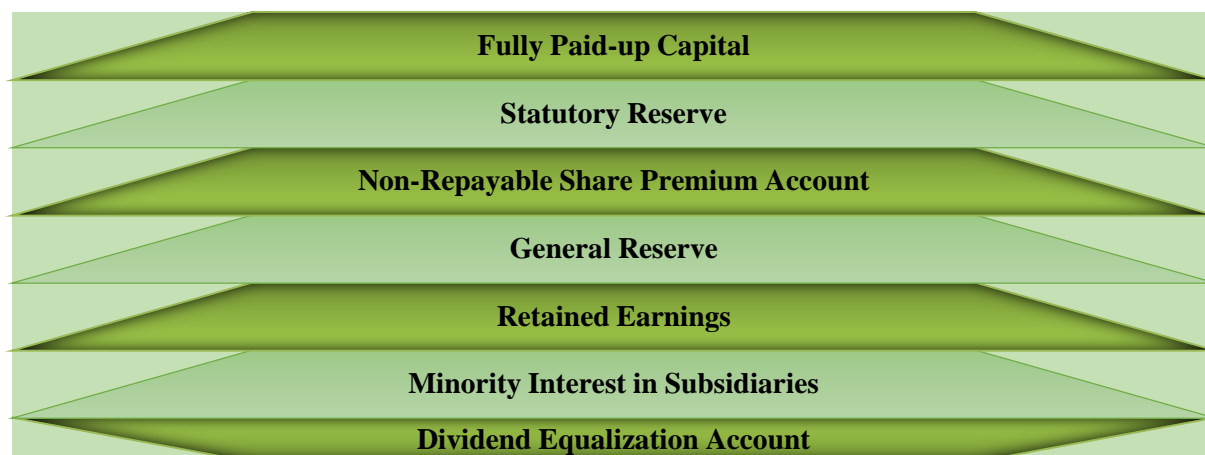 Fully Paid-up Capital
Statutory Reserve
Non-Repayable Share Premium Account
General Reserve
Retained Earnings
Minority Interest in Subsidiaries
Dividend Equalization Account